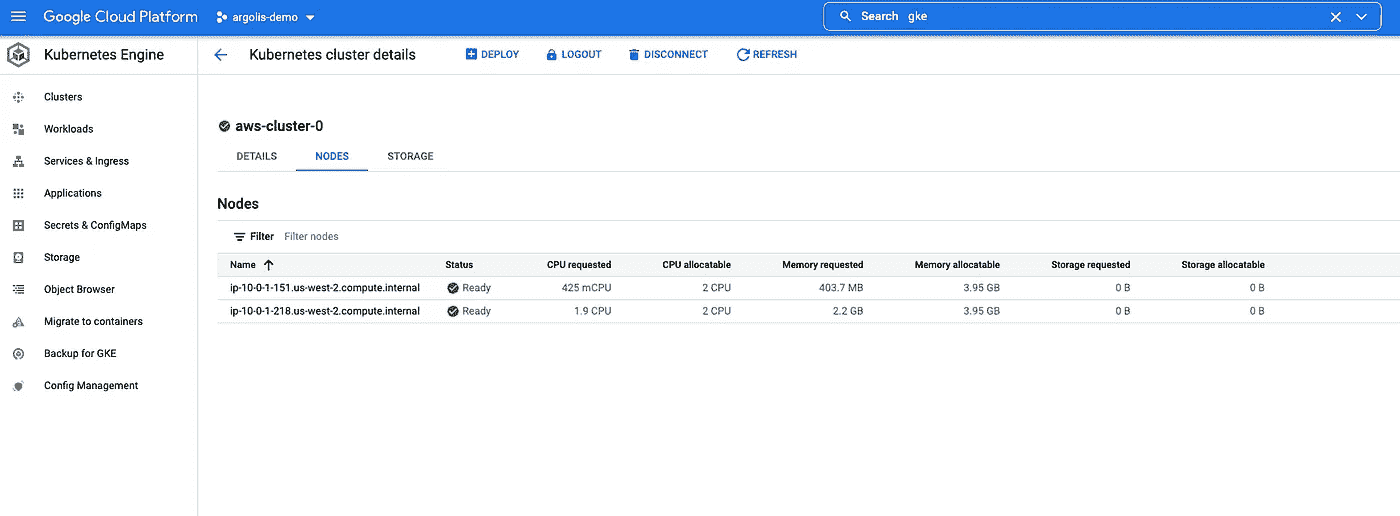 Google Cloud Platform argolis-demo Search gke
Kubernetes Engine Kubernetes cluster details DEPLOY LOGOUT DISCONNECT REFRESH
Clusters
Workloads
Services & Ingress
Applications
Secrets & ConfigMaps
Storage
Object Browser
Migrate to containers
Backup for GKE
Config Management
aws-cluster-0
DETAILS NODES STORAGE
Nodes
Filter Filter nodes
Name Status CPU requested CPU allocatable Memory requested Memory allocatable Storage requested Storage allocatable
ip-10-0-1-151.us-west-2.compute.internal Ready 425 mCPU 2 CPU 403.7 MB 3.95 GB 0 B 0 B
ip-10-0-1-218.us-west-2.compute.internal Ready 1.9 CPU 2 CPU 2.2 GB 3.95 GB 0 B 0 B